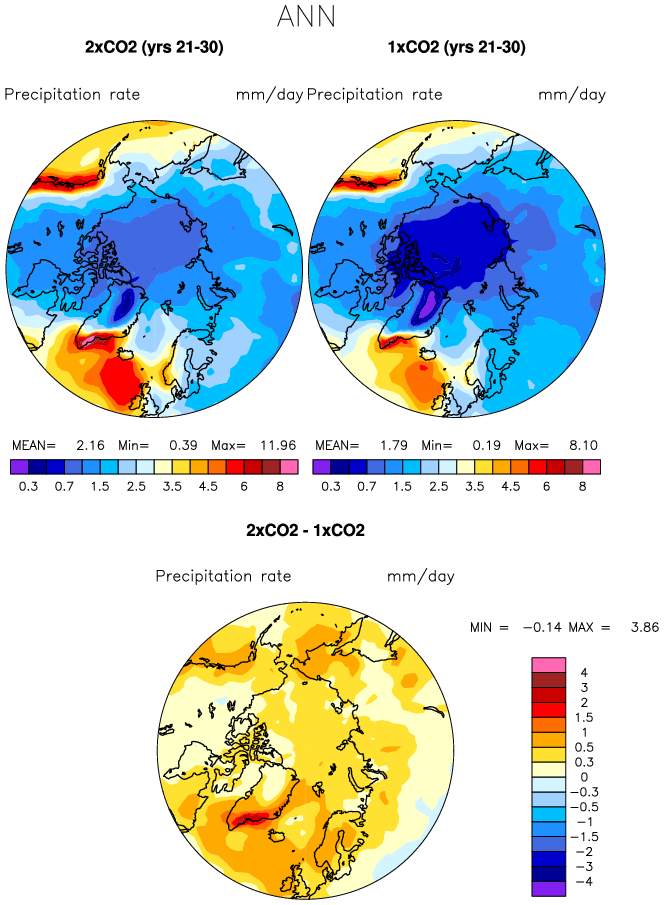 ANN
2xCO2 (yrs 21-30) 1xCO2 (yrs 21-30)
Precipitation rate mm/day Precipitation rate mm/day
MEAN= 2.16 Min= 0.39 Max= 11.96 MEAN= 1.79 Min= 0.19 Max= 8.10
0.3 0.7 1.5 2.5 3.5 4.5 6 8 0.3 0.7 1.5 2.5 3.5 4.5 6 8
2xCO2 - 1xCO2
Precipitation rate mm/day
MIN = −0.14 MAX = 3.86
4
3
2
1.5
1
0.5
0.3
0
−0.3
−0.5
−1
−1.5
−2
−3
−4